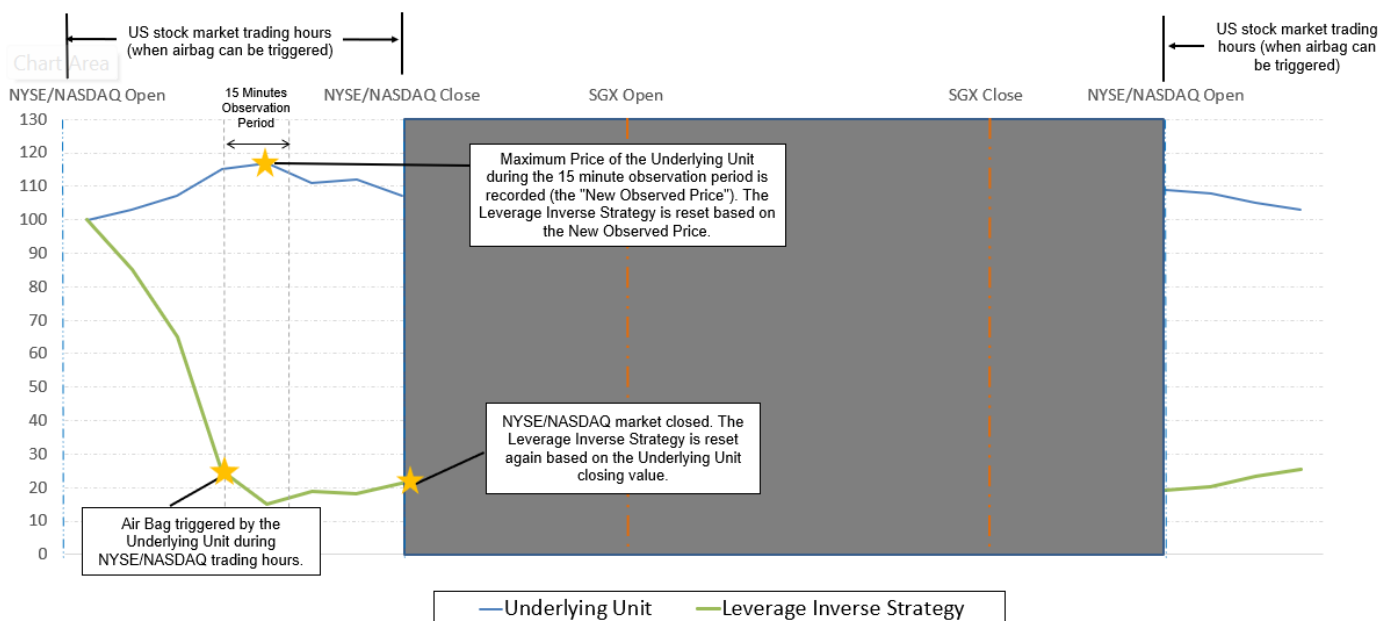 US stock market trading hours
(when airbag can be triggered)
US stock market trading
hours (when airbag can
be triggered)
Chart Area
NYSE/NASDAQ Open
15 Minutes
Observation
Period
NYSE/NASDAQ Close
SGX Open
SGX Close
NYSE/NASDAQ Open
130
120
110
100
90
80
70
60
50
40
30
20
10
0
Maximum Price of the Underlying Unit
during the 15 minute observation period is
recorded (the "New Observed Price"). The
Leverage Inverse Strategy is reset based on
the New Observed Price.
NYSE/NASDAQ market closed. The
Leverage Inverse Strategy is reset
again based on the Underlying Unit
closing value.
Air Bag triggered by the
Underlying Unit during
NYSE/NASDAQ trading hours.
Underlying Unit
Leverage Inverse Strategy